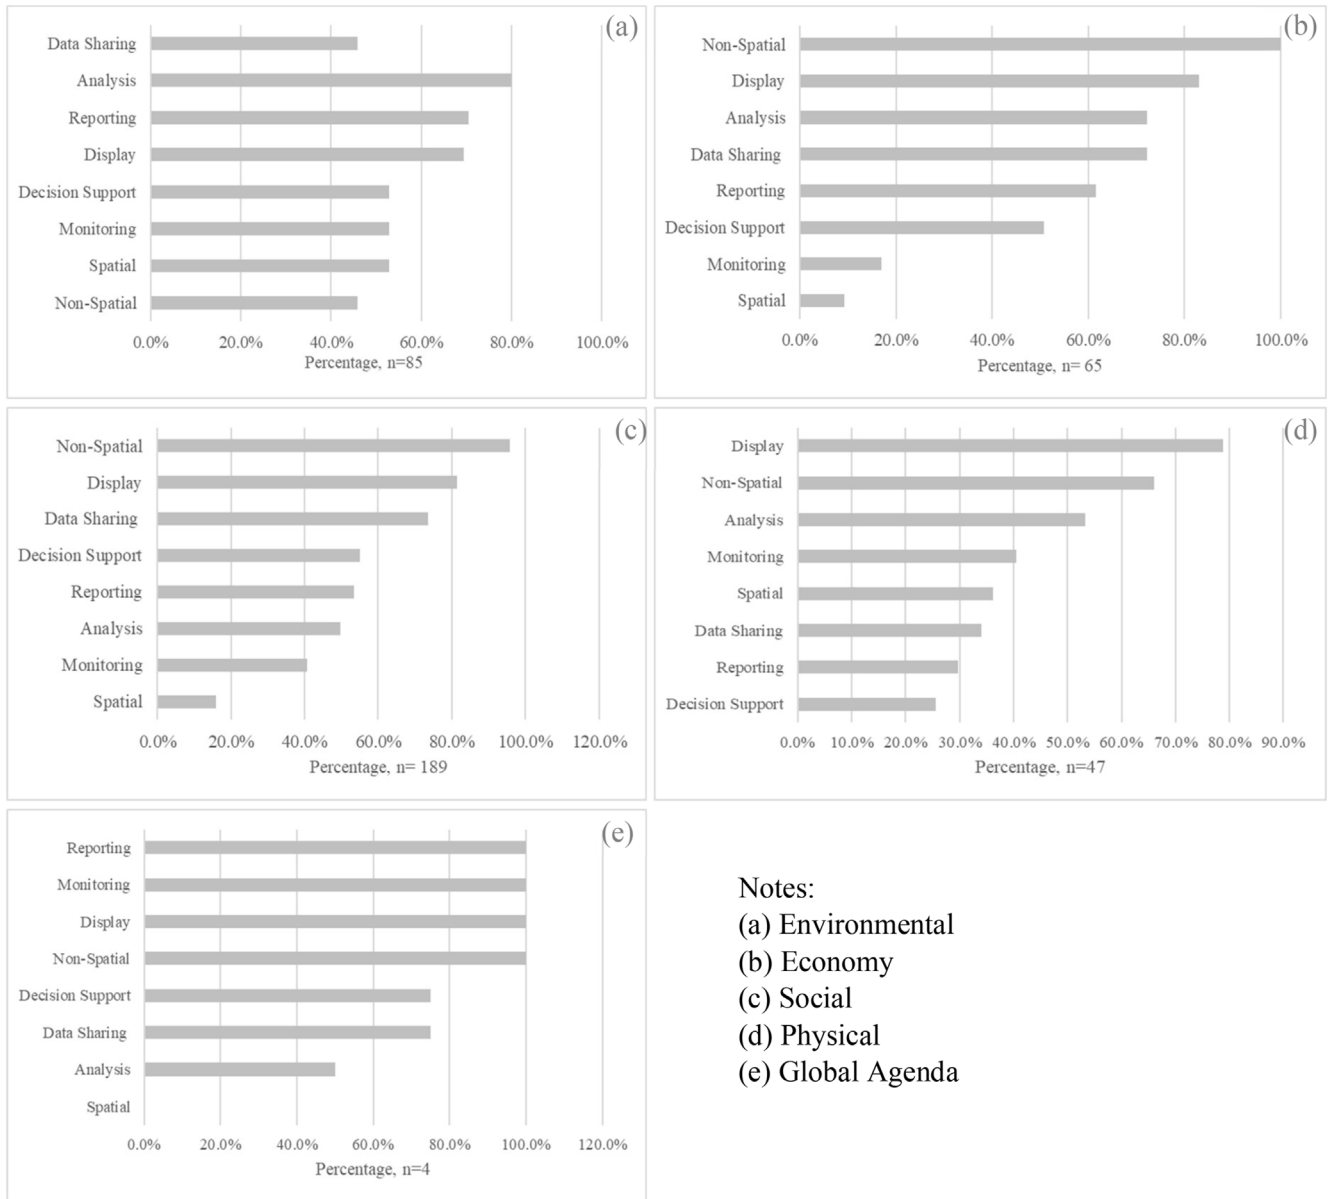 (a)
Data Sharing
Analysis
Reporting
Display
Decision Support
Monitoring
Spatial
Non-Spatial
0.0% 20.0% 40.0% 60.0% 80.0% 100.0%
Percentage, n=85
(b)
Non-Spatial
Display
Analysis
Data Sharing
Reporting
Decision Support
Monitoring
Spatial
0.0% 20.0% 40.0% 60.0% 80.0% 100.0%
Percentage, n= 65
(c)
Non-Spatial
Display
Data Sharing
Decision Support
Reporting
Analysis
Monitoring
Spatial
0.0% 20.0% 40.0% 60.0% 80.0% 100.0% 120.0%
Percentage, n= 189
(d)
Display
Non-Spatial
Analysis
Monitoring
Spatial
Data Sharing
Reporting
Decision Support
0.0% 10.0% 20.0% 30.0% 40.0% 50.0% 60.0% 70.0% 80.0% 90.0%
Percentage, n=47
(e)
Reporting
Monitoring
Display
Non-Spatial
Decision Support
Data Sharing
Analysis
Spatial
0.0% 20.0% 40.0% 60.0% 80.0% 100.0% 120.0%
Percentage, n=4
Notes:
(a) Environmental
(b) Economy
(c) Social
(d) Physical
(e) Global Agenda